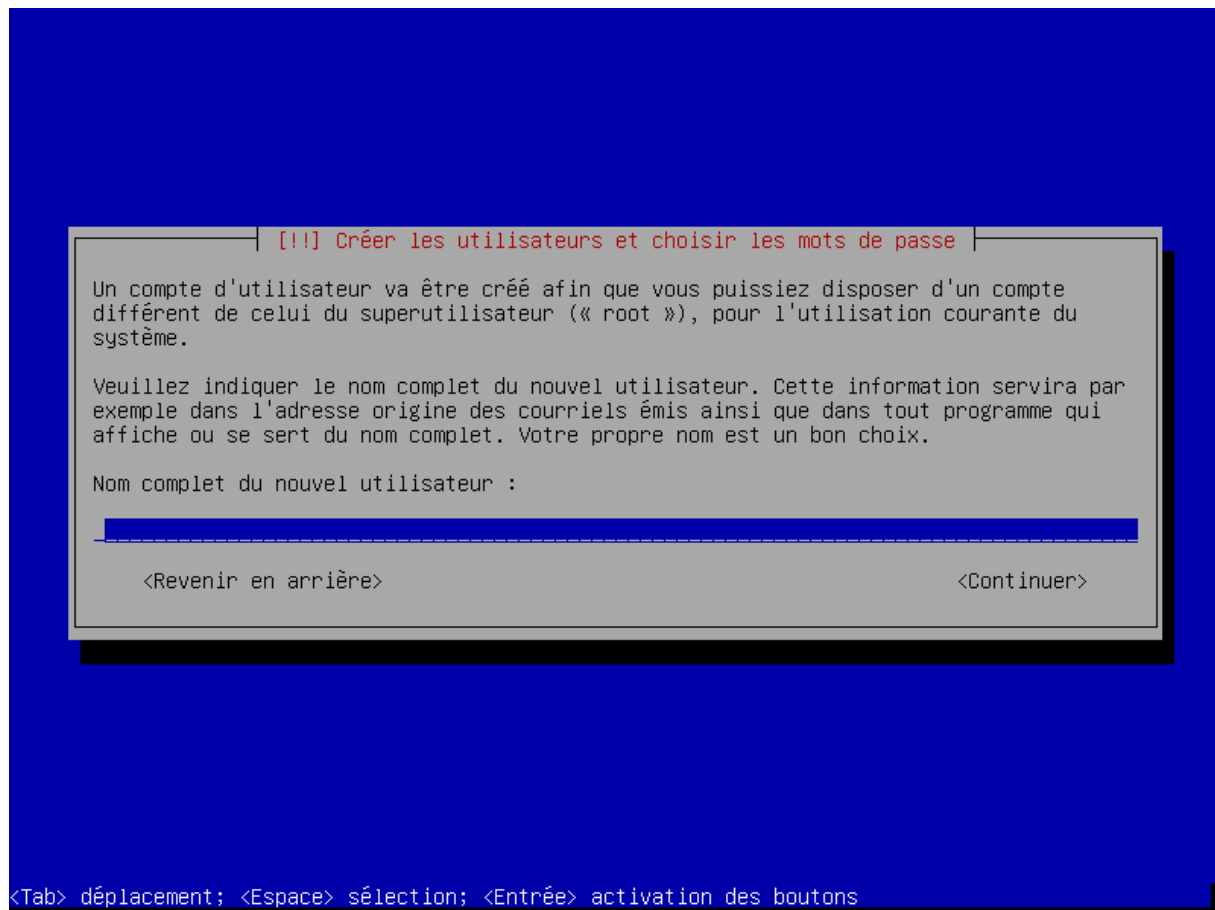 [!!] Créer les utilisateurs et choisir les mots de passe
Un compte d'utilisateur va être créé afin que vous puissiez disposer d'un compte
différent de celui du superutilisateur (« root »), pour l'utilisation courante du
système.
Veuillez indiquer le nom complet du nouvel utilisateur. Cette information servira par
exemple dans l'adresse origine des courriels émis ainsi que dans tout programme qui
affiche ou se sert du nom complet. Votre propre nom est un bon choix.
Nom complet du nouvel utilisateur :
<Revenir en arrière> <Continuer>
<Tab> déplacement; <Espace> sélection; <Entrée> activation des boutons